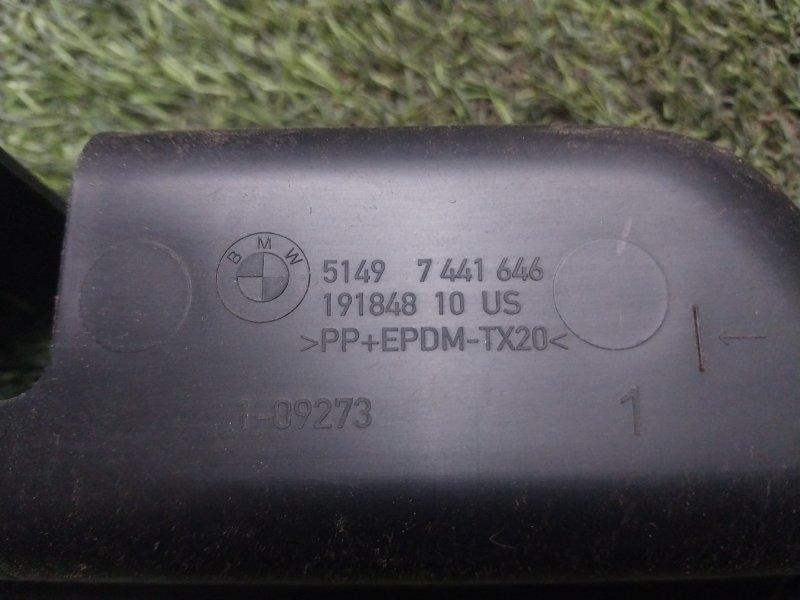 BMW
5149 7 441 646
191848 10 US
>PP+EPDM-TX20<
1-09273
1